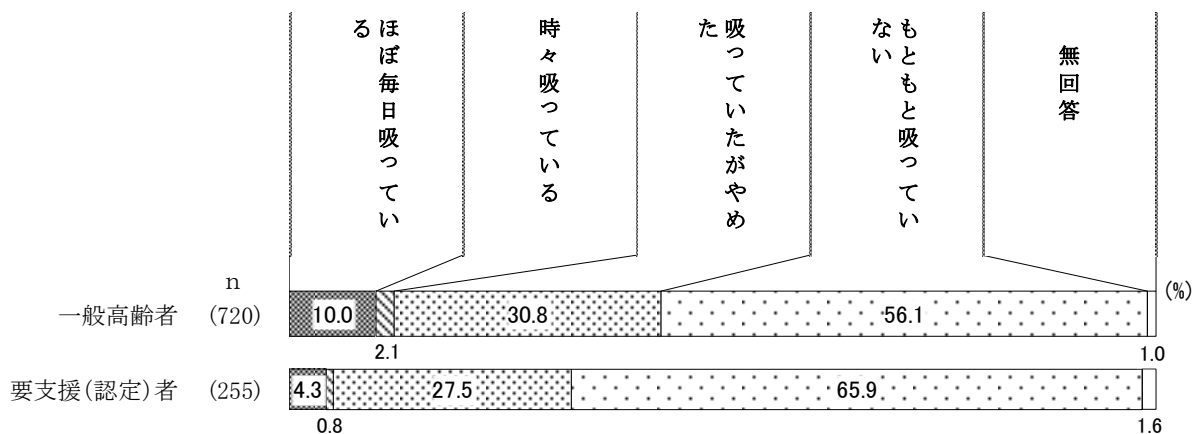 ほぼ毎日吸ってい
る
時々吸っている
吸っていたがやめ
た
もともと吸ってい
ない
無回答
n
(%)
一般高齢者 (720) 10.0 30.8 56.1
2.1 1.0
要支援(認定)者 (255) 4.3 27.5 65.9
0.8 1.6